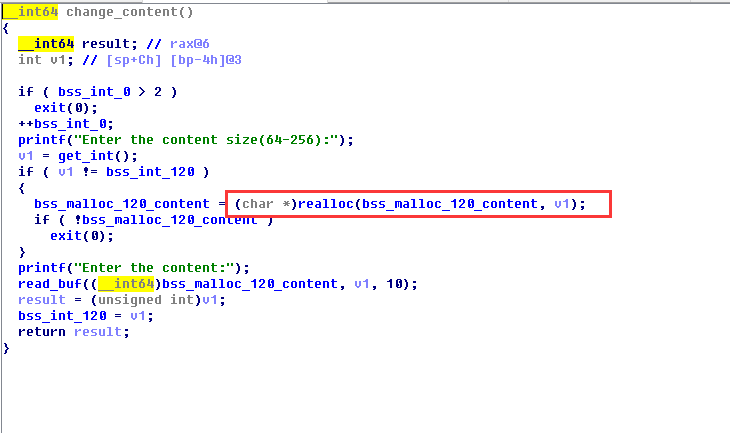 __int64 change_content()
{
  __int64 result; // rax@6
  int v1; // [sp+Ch] [bp-4h]@3

  if ( bss_int_0 > 2 )
    exit(0);
  ++bss_int_0;
  printf("Enter the content size(64-256):");
  v1 = get_int();
  if ( v1 != bss_int_120 )
  {
    bss_malloc_120_content = (char *)realloc(bss_malloc_120_content, v1);
    if ( !bss_malloc_120_content )
      exit(0);
  }
  printf("Enter the content:");
  read_buf((__int64)bss_malloc_120_content, v1, 10);
  result = (unsigned int)v1;
  bss_int_120 = v1;
  return result;
}